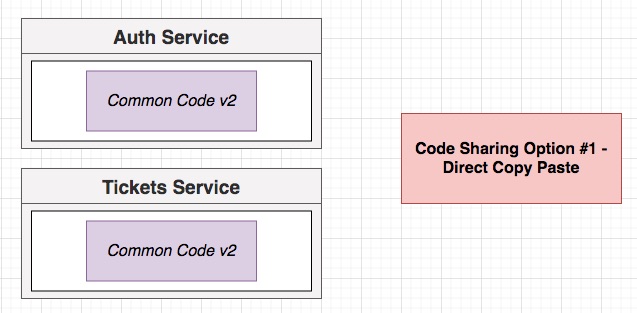 Auth Service
Common Code v2
Tickets Service
Common Code v2
Code Sharing Option #1 -
Direct Copy Paste